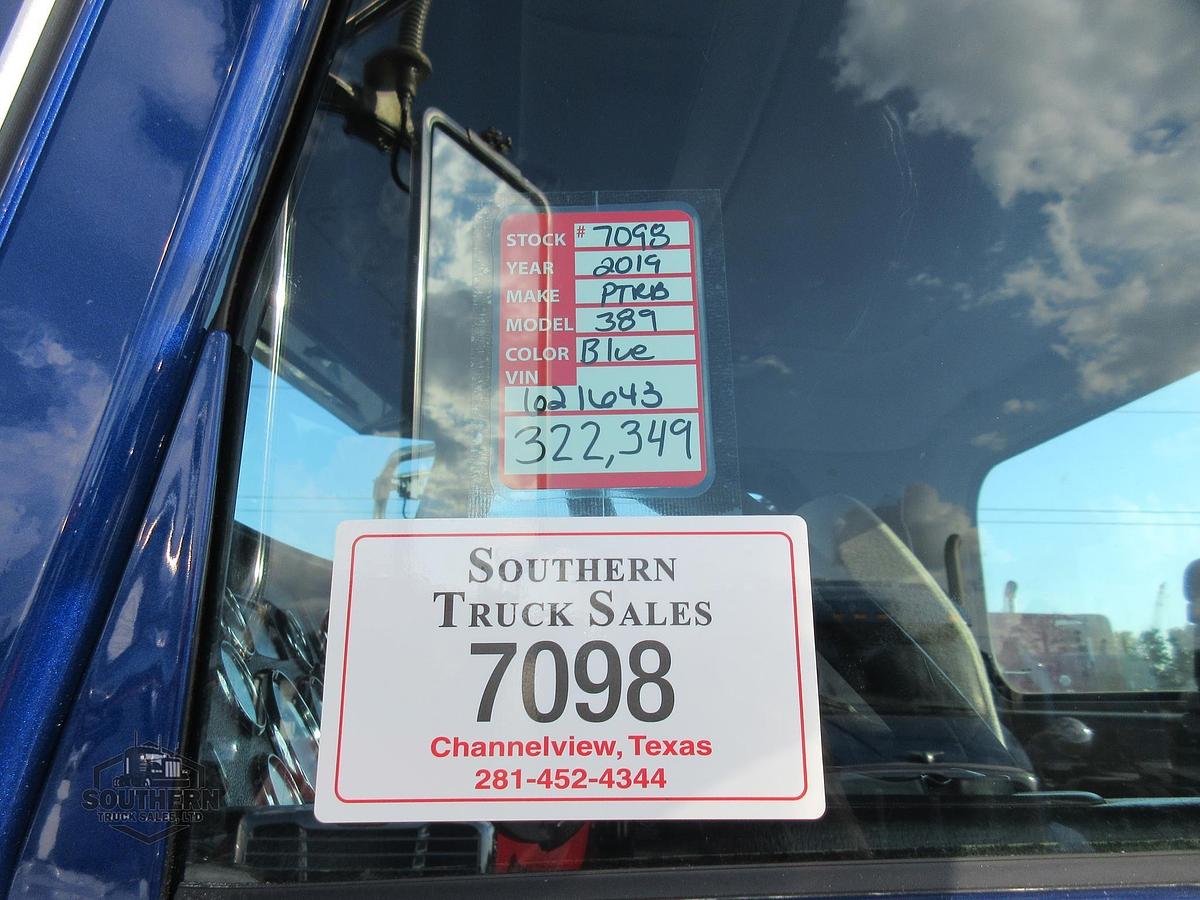 STOCK # 7098
YEAR 2019
MAKE PTRB
MODEL 389
COLOR Blue
VIN
621643
322,349
SOUTHERN
TRUCK SALES
7098
Channelview, Texas
281-452-4344
SOUTHERN
TRUCK SALES, LTD